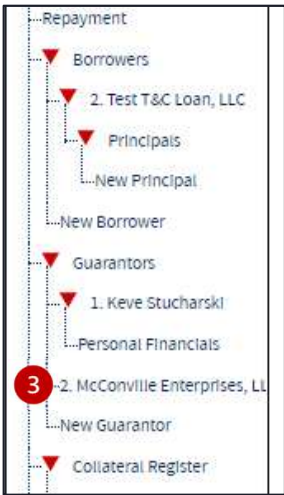 Repayment
Borrowers
2. Test T&C Loan, LLC
Principals
New Principal
New Borrower
Guarantors
1. Keve Stucharski
Personal Financials
3
2. McConville Enterprises, LL
New Guarantor
Collateral Register